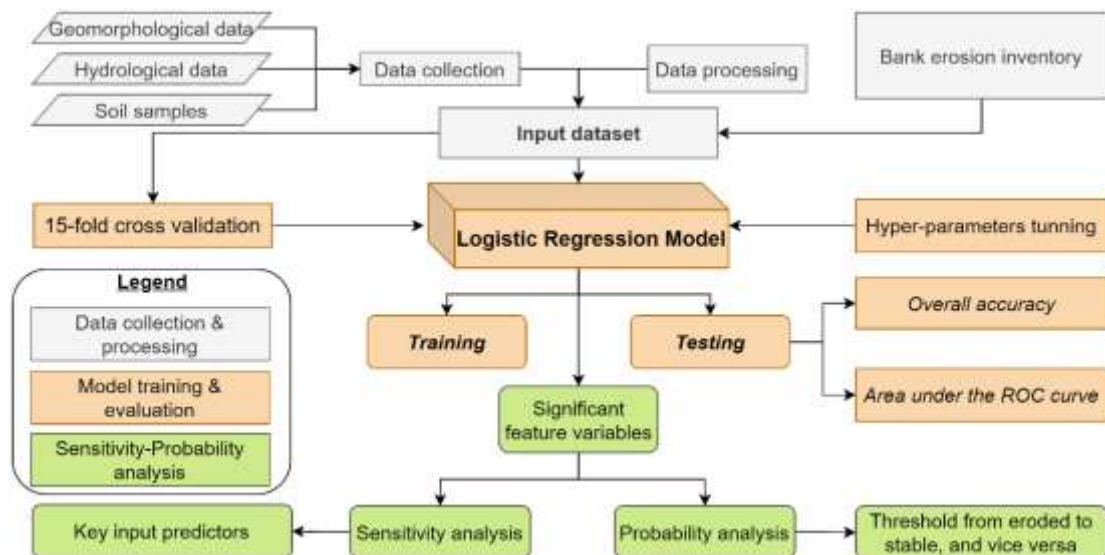 Geomorphological data
Hydrological data
Soil samples
Data collection
Data processing
Bank erosion inventory
Input dataset
15-fold cross validation
Logistic Regression Model
Hyper-parameters tunning
Legend
Data collection &
processing
Model training &
evaluation
Sensitivity-Probability
analysis
Training
Testing
Overall accuracy
Area under the ROC curve
Significant
feature variables
Key input predictors
Sensitivity analysis
Probability analysis
Threshold from eroded to
stable, and vice versa